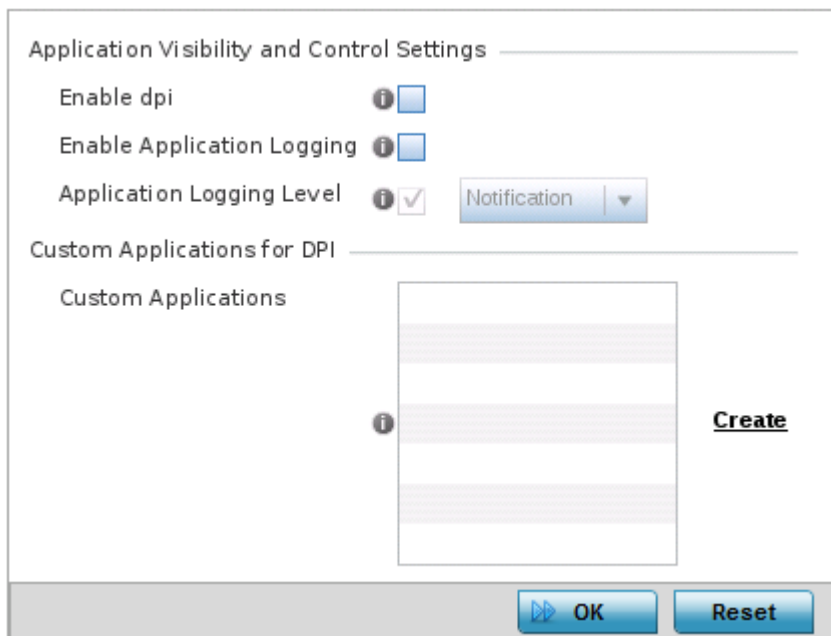 Application Visibility and Control Settings
Enable dpi
Enable Application Logging
Application Logging Level Notification
Custom Applications for DPI
Custom Applications
Create
OK Reset